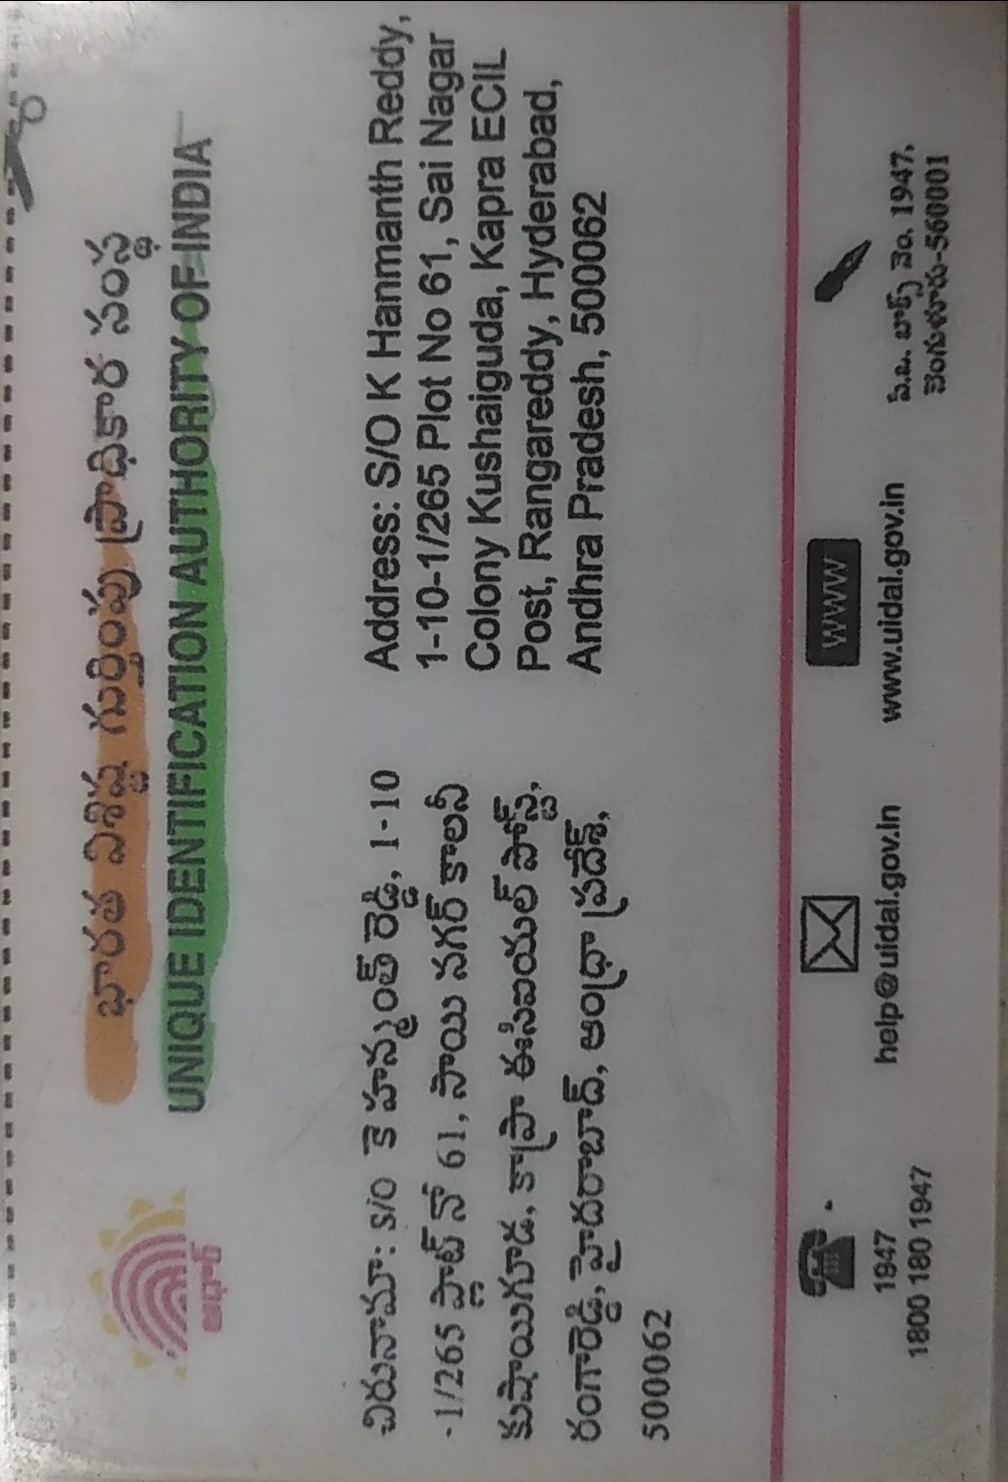 భారత విశిష్ట గుర్తింపు ప్రాధికార సంస్థ
UNIQUE IDENTIFICATION AUTHORITY OF INDIA
ఆధార్
చిరునామా: S/O కె హన్మంత్ రెడ్డి, 1-10
-1/265 ప్లాట్ నో 61, సాయి నగర్ కాలనీ
కుషాయిగూడ, కాప్రా ఈసిఐయల్ పోస్ట్,
రంగారెడ్డి, హైదరాబాద్, ఆంధ్రా ప్రదేశ్,
500062
Address: S/O K Hanmanth Reddy,
1-10-1/265 Plot No 61, Sai Nagar
Colony Kushaiguda, Kapra ECIL
Post, Rangareddy, Hyderabad,
Andhra Pradesh, 500062
1947
1800 180 1947
help@uidai.gov.in
WWW
www.uidai.gov.in
పి.బి. బాక్స్ నెం. 1947,
బెంగుళూరు-560001